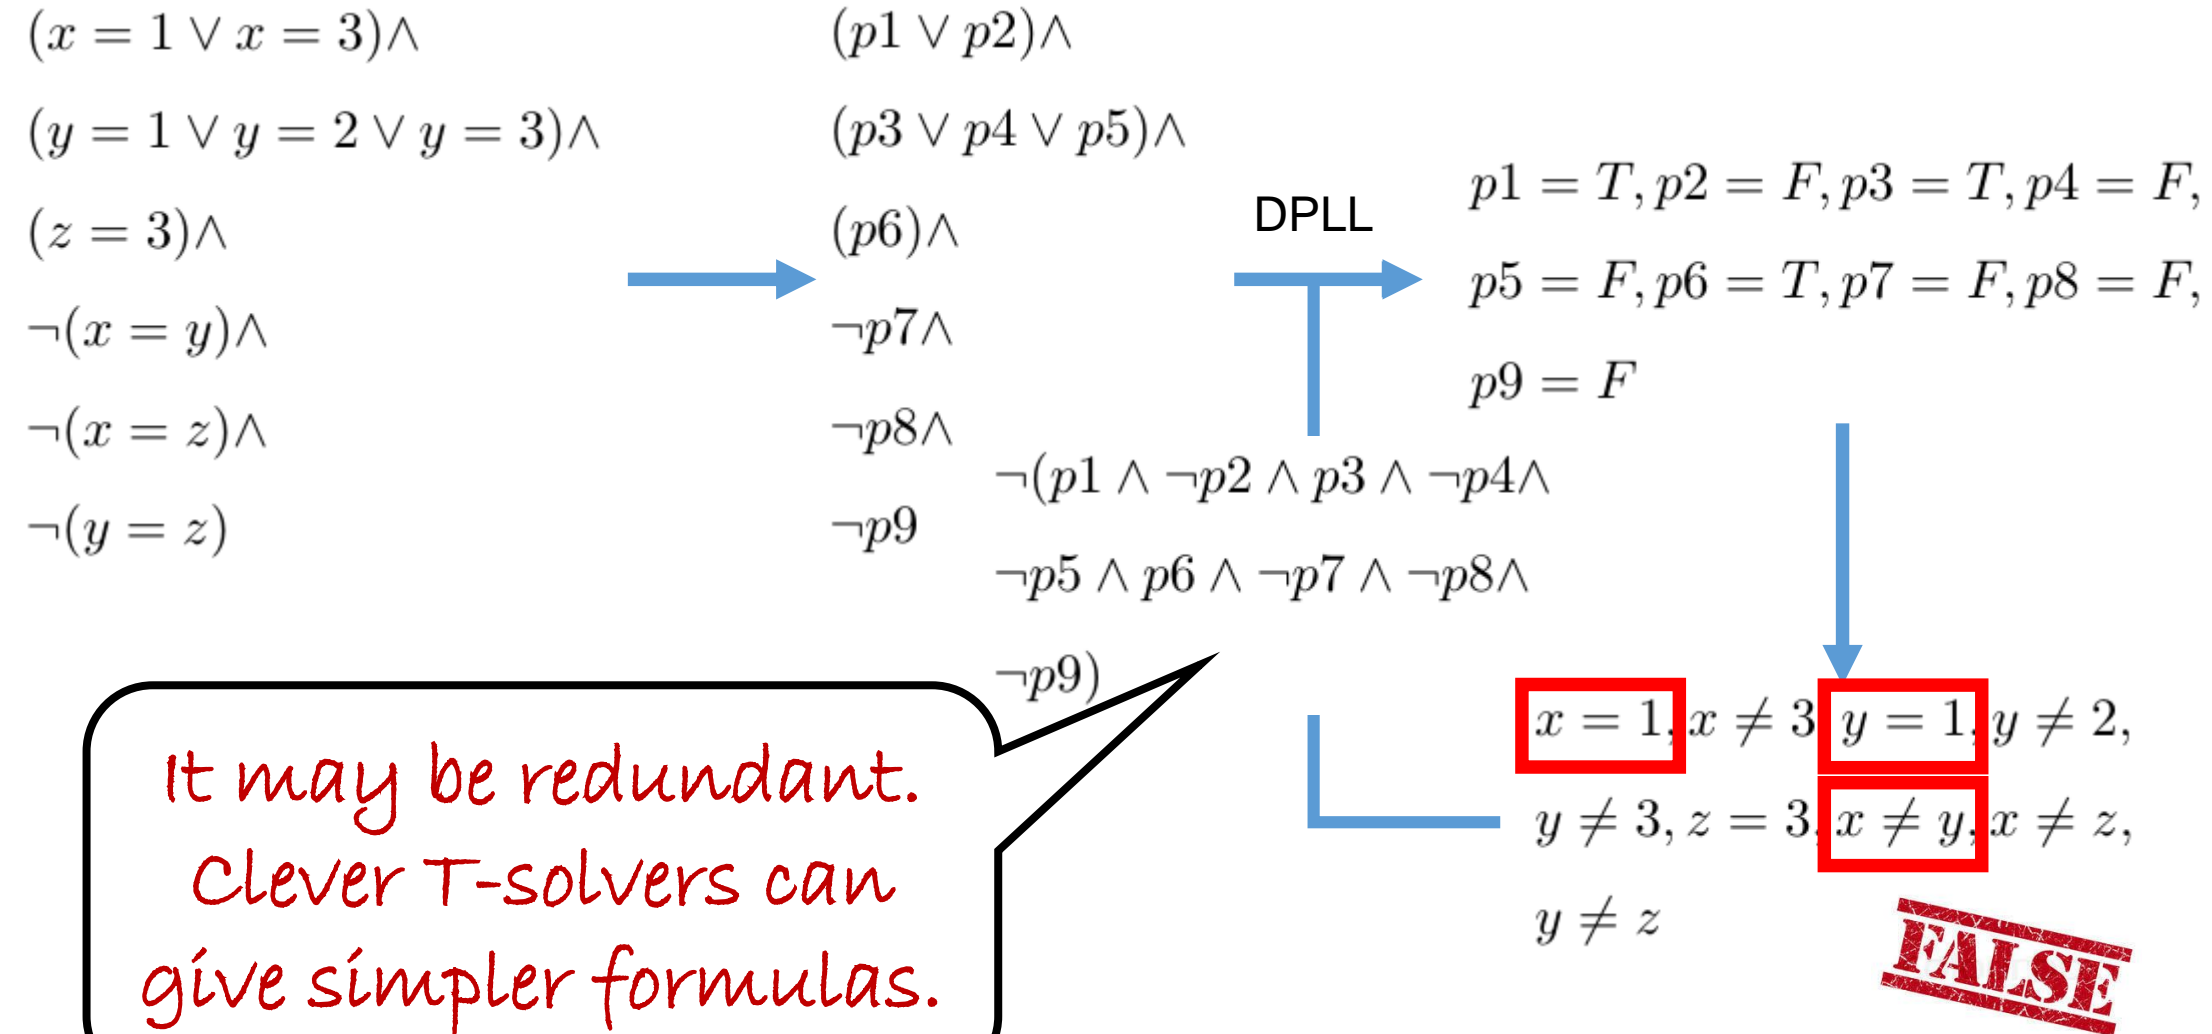 (x = 1 ∨ x = 3)∧
(y = 1 ∨ y = 2 ∨ y = 3)∧
(z = 3)∧
¬(x = y)∧
¬(x = z)∧
¬(y = z)
(p1 ∨ p2)∧
(p3 ∨ p4 ∨ p5)∧
(p6)∧
¬p7∧
¬p8∧
¬p9
DPLL
p1 = T, p2 = F, p3 = T, p4 = F,
p5 = F, p6 = T, p7 = F, p8 = F,
p9 = F
¬(p1 ∧ ¬p2 ∧ p3 ∧ ¬p4∧
¬p5 ∧ p6 ∧ ¬p7 ∧ ¬p8∧
¬p9)
x = 1, x ≠ 3, y = 1, y ≠ 2,
y ≠ 3, z = 3, x ≠ y, x ≠ z,
y ≠ z
It may be redundant.
Clever T-solvers can
give simpler formulas.
FALSE